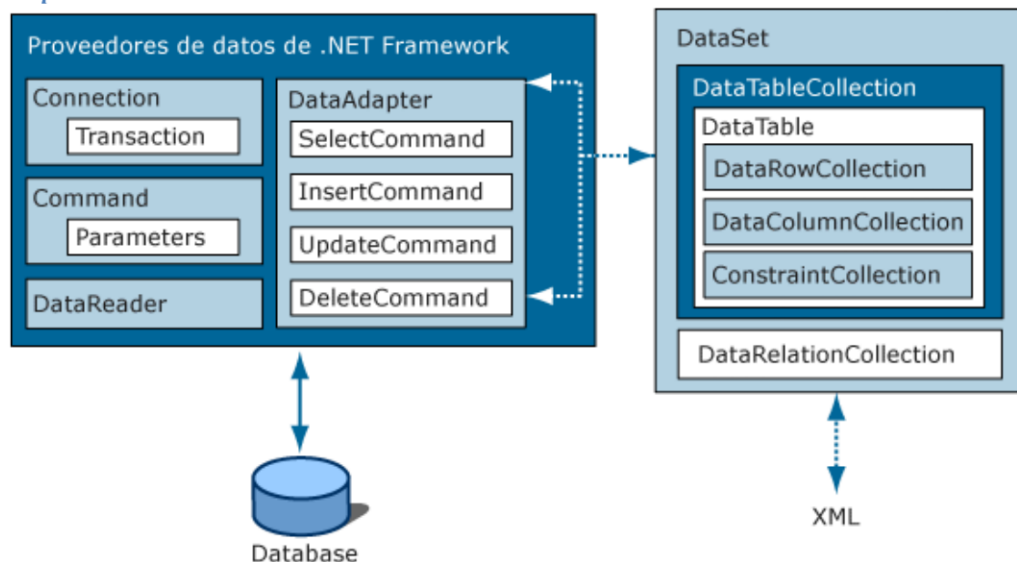 Proveedores de datos de .NET Framework
Connection
Transaction
Command
Parameters
DataReader
DataAdapter
SelectCommand
InsertCommand
UpdateCommand
DeleteCommand
Database
DataSet
DataTableCollection
DataTable
DataRowCollection
DataColumnCollection
ConstraintCollection
DataRelationCollection
XML